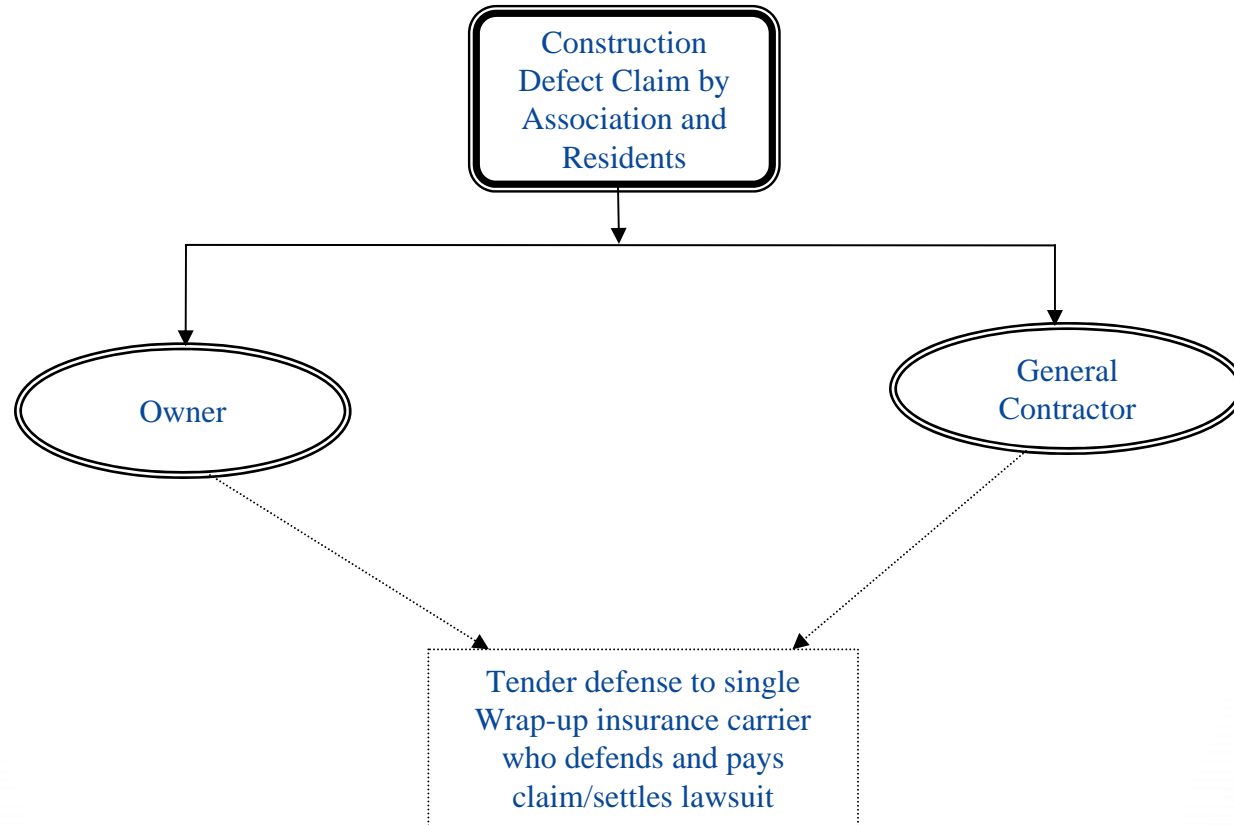 Construction
Defect Claim by
Association and
Residents
Owner
General
Contractor
Tender defense to single
Wrap-up insurance carrier
who defends and pays
claim/settles lawsuit